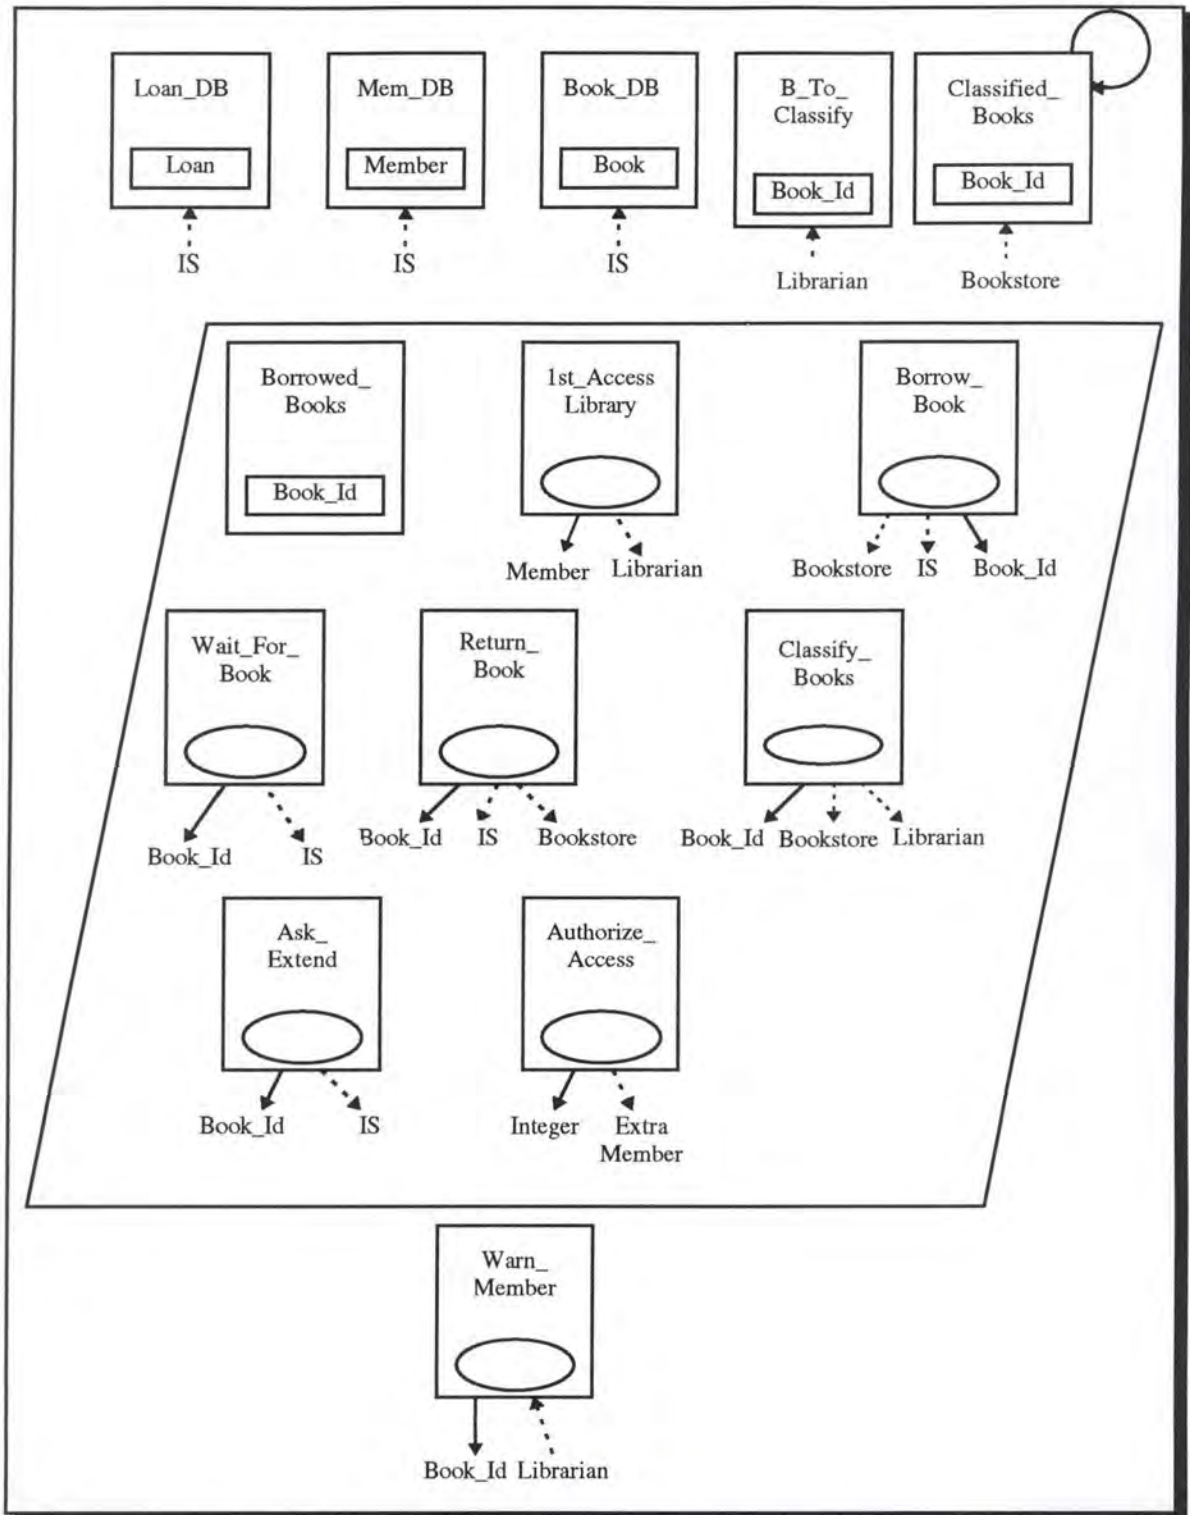 Loan_DB
Loan
IS
Mem_DB
Member
IS
Book_DB
Book
IS
B_To_
Classify
Book_Id
Librarian
Classified_
Books
Book_Id
Bookstore
Borrowed_
Books
Book_Id
1st_Access
Library
Member
Librarian
Borrow_
Book
Bookstore
IS
Book_Id
Wait_For_
Book
Book_Id
IS
Return_
Book
Book_Id
IS
Bookstore
Classify_
Books
Book_Id
Bookstore
Librarian
Ask_
Extend
Book_Id
IS
Authorize_
Access
Integer
Extra
Member
Warn_
Member
Book_Id
Librarian